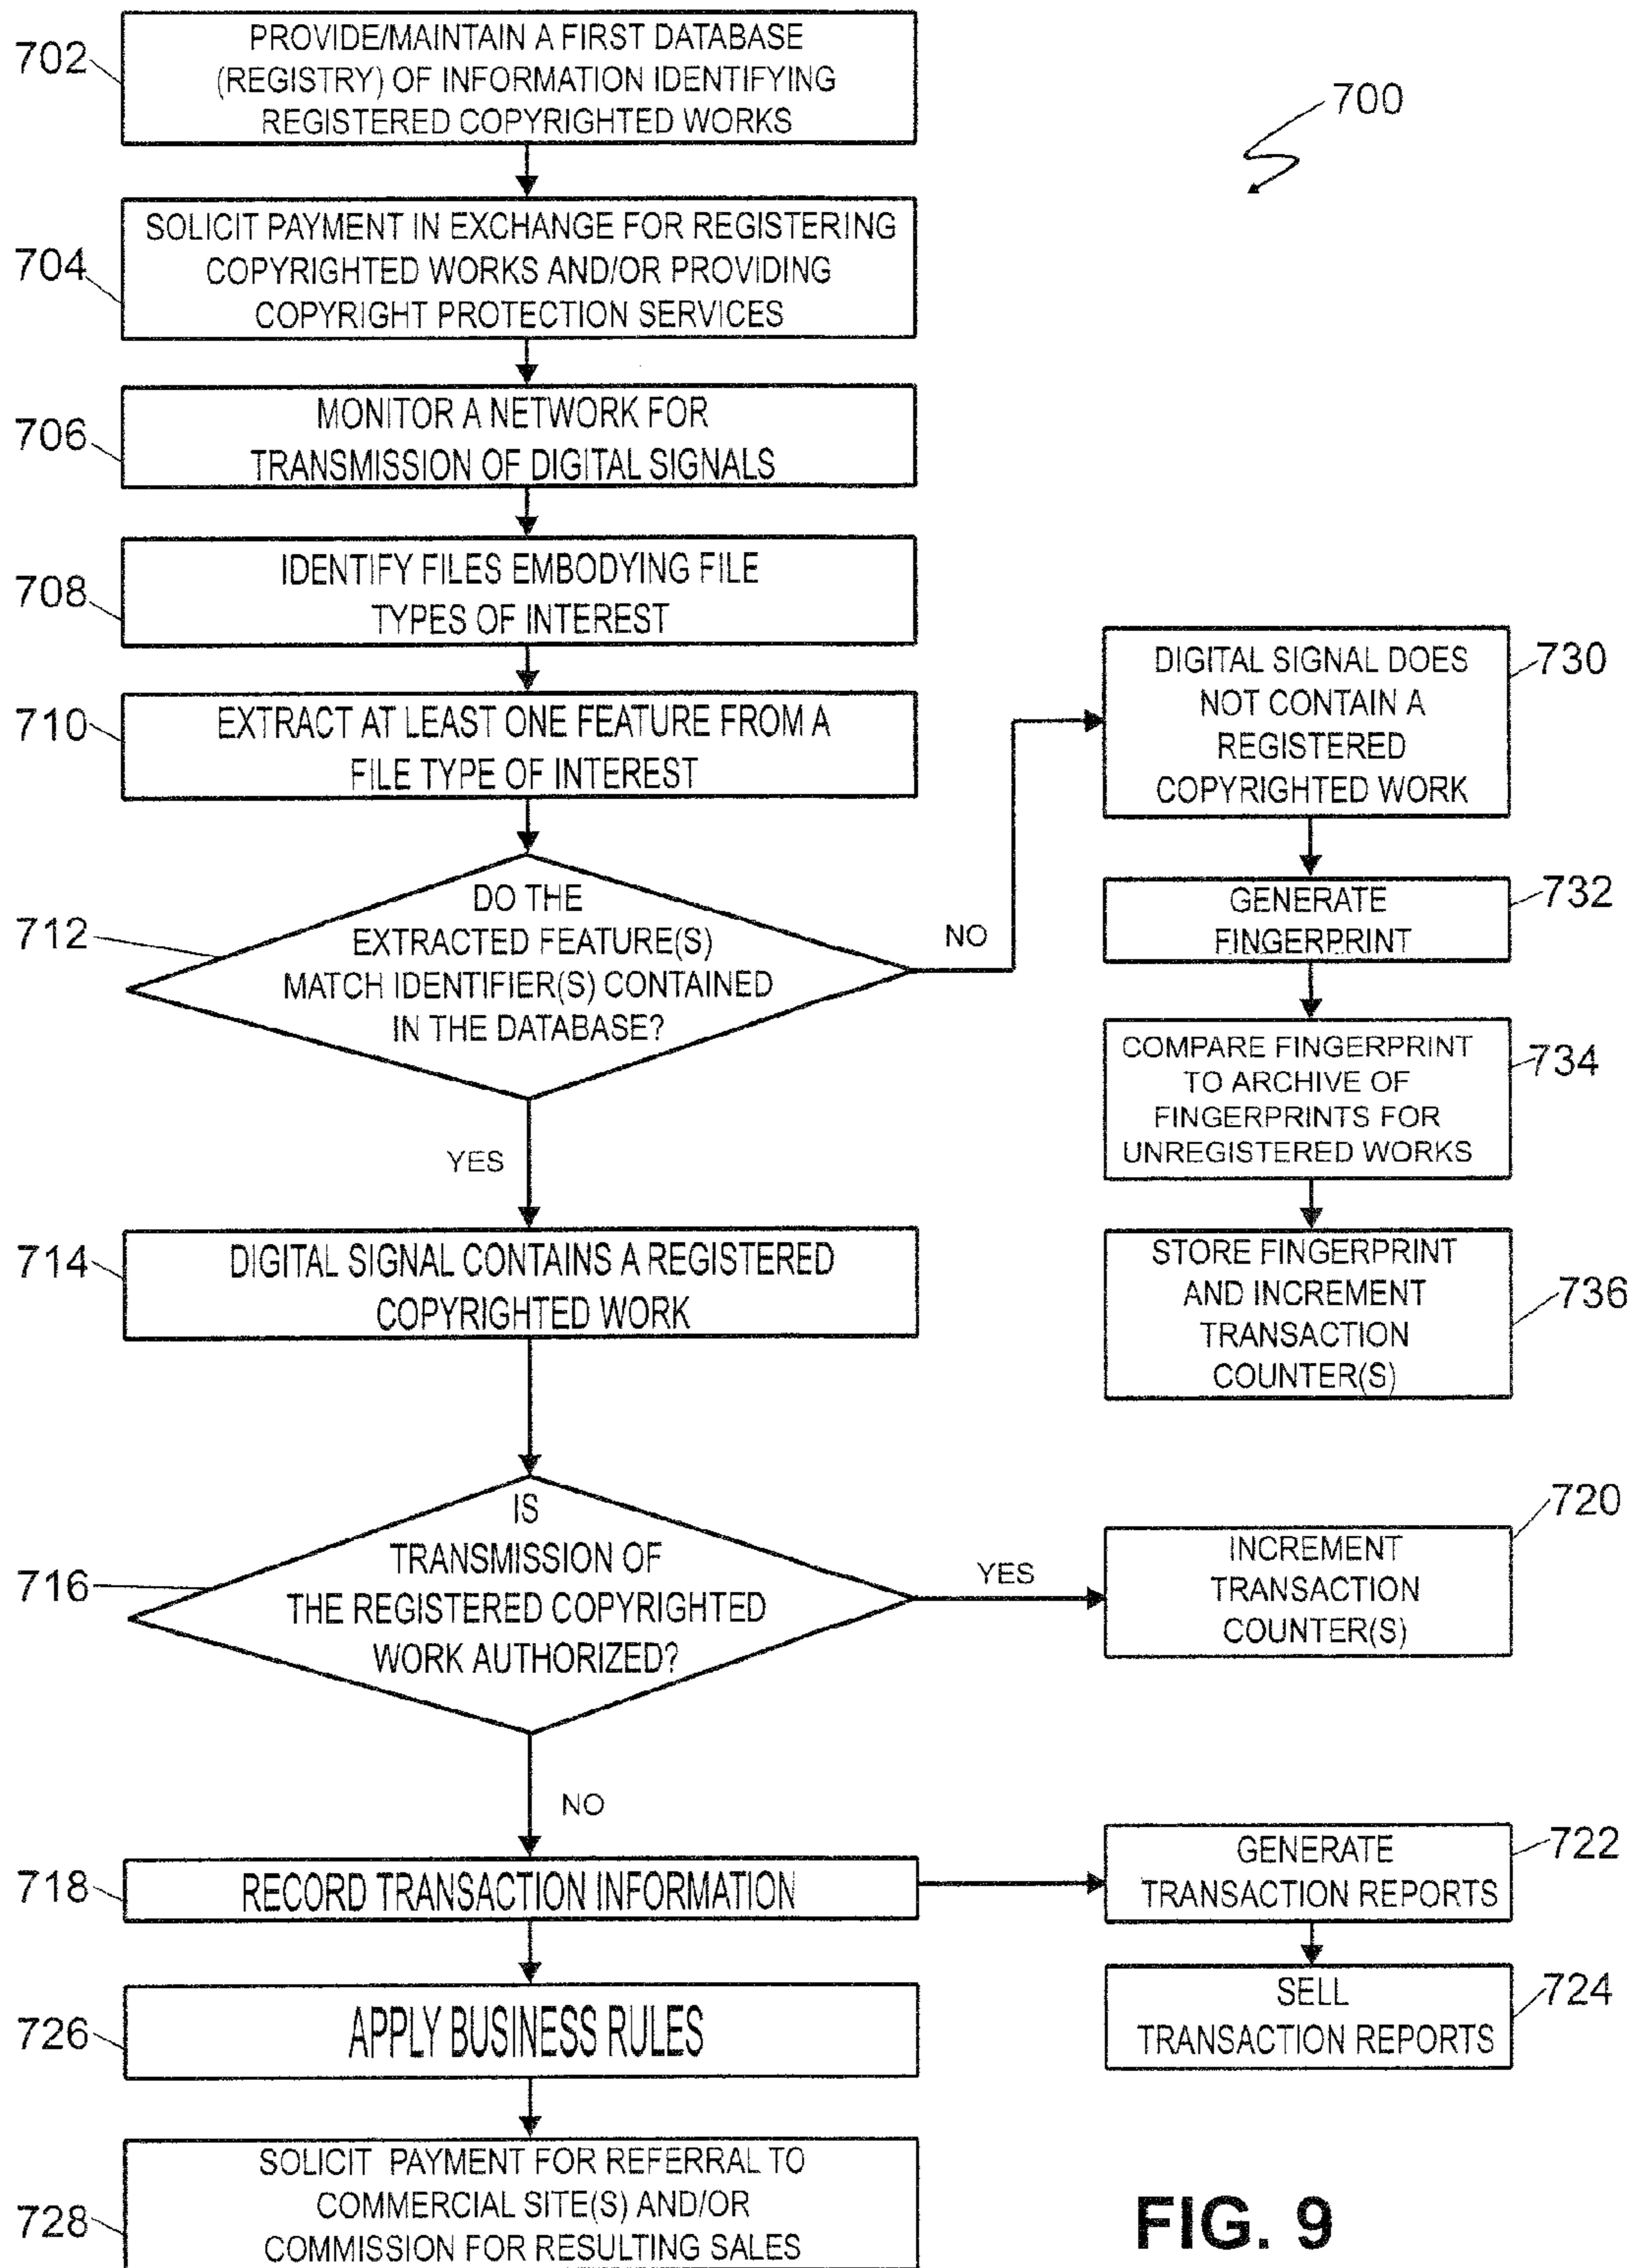 702
PROVIDE/MAINTAIN A FIRST DATABASE
(REGISTRY) OF INFORMATION IDENTIFYING
REGISTERED COPYRIGHTED WORKS
700
704
SOLICIT PAYMENT IN EXCHANGE FOR REGISTERING
COPYRIGHTED WORKS AND/OR PROVIDING
COPYRIGHT PROTECTION SERVICES
706
MONITOR A NETWORK FOR
TRANSMISSION OF DIGITAL SIGNALS
708
IDENTIFY FILES EMBODYING FILE
TYPES OF INTEREST
710
EXTRACT AT LEAST ONE FEATURE FROM A
FILE TYPE OF INTEREST
712
DO THE
EXTRACTED FEATURE(S)
MATCH IDENTIFIER(S) CONTAINED
IN THE DATABASE?
NO
730
DIGITAL SIGNAL DOES
NOT CONTAIN A
REGISTERED
COPYRIGHTED WORK
732
GENERATE
FINGERPRINT
734
COMPARE FINGERPRINT
TO ARCHIVE OF
FINGERPRINTS FOR
UNREGISTERED WORKS
736
STORE FINGERPRINT
AND INCREMENT
TRANSACTION
COUNTER(S)
YES
714
DIGITAL SIGNAL CONTAINS A REGISTERED
COPYRIGHTED WORK
716
IS
TRANSMISSION OF
THE REGISTERED COPYRIGHTED
WORK AUTHORIZED?
YES
720
INCREMENT
TRANSACTION
COUNTER(S)
NO
718
RECORD TRANSACTION INFORMATION
722
GENERATE
TRANSACTION REPORTS
724
SELL
TRANSACTION REPORTS
726
APPLY BUSINESS RULES
728
SOLICIT PAYMENT FOR REFERRAL TO
COMMERCIAL SITE(S) AND/OR
COMMISSION FOR RESULTING SALES
FIG. 9